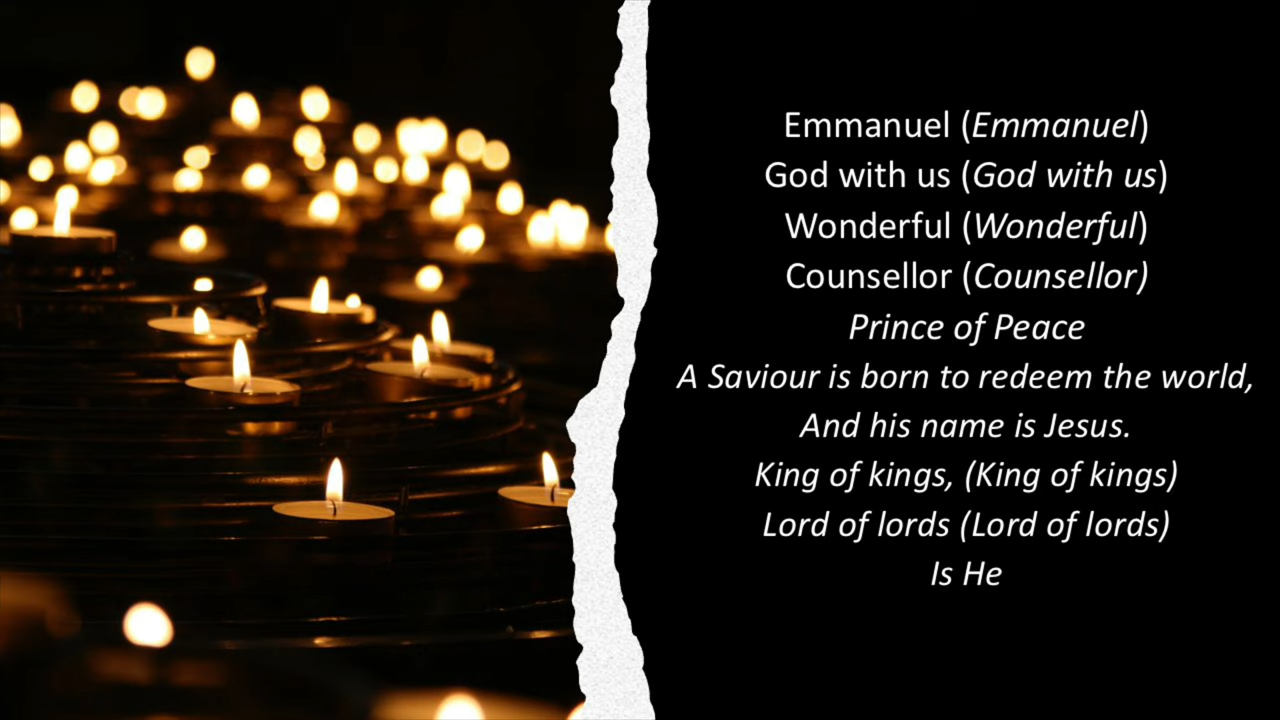 Emmanuel (Emmanuel)
God with us (God with us)
Wonderful (Wonderful)
Counsellor (Counsellor)
Prince of Peace
A Saviour is born to redeem the world,
And his name is Jesus.
King of kings, (King of kings)
Lord of lords (Lord of lords)
Is He